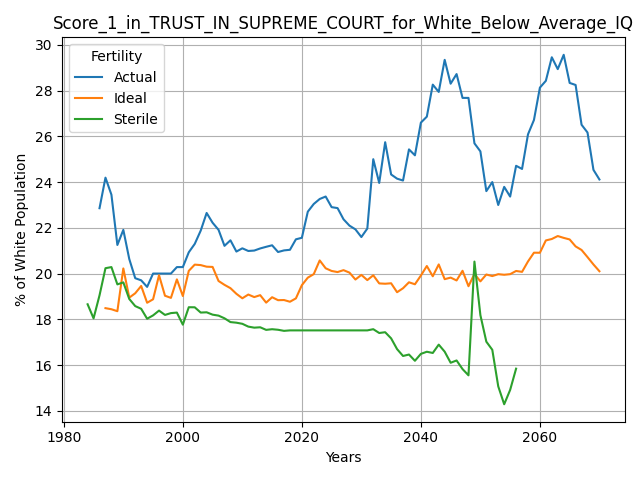 Score_1_in_TRUST_IN_SUPREME_COURT_for_White_Below_Average_IQ
Fertility
Actual
Ideal
Sterile
30
28
26
24
22
20
18
16
14
% of White Population
1980
2000
2020
2040
2060
Years